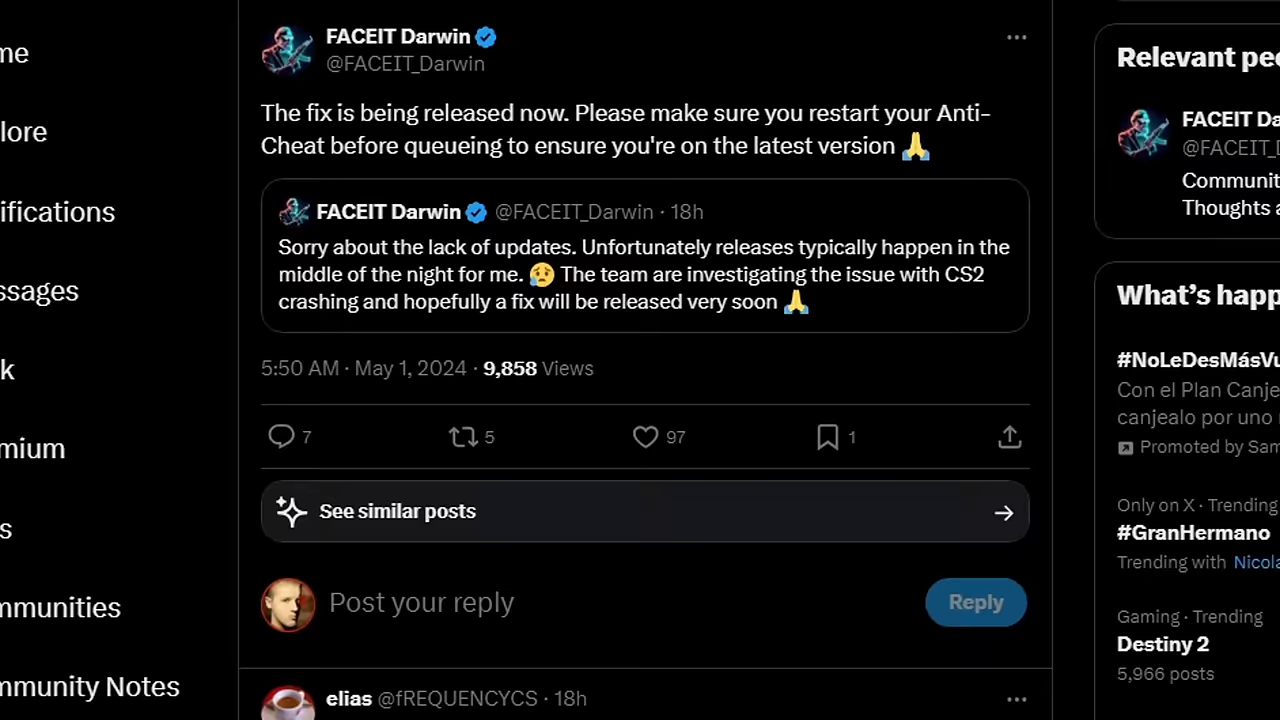 me
lore
ifications
ssages
k
mium
s
mmunities
mmunity Notes
FACEIT Darwin
@FACEIT_Darwin
The fix is being released now. Please make sure you restart your Anti-
Cheat before queueing to ensure you're on the latest version 🙏
FACEIT Darwin @FACEIT_Darwin · 18h
Sorry about the lack of updates. Unfortunately releases typically happen in the
middle of the night for me. 😢 The team are investigating the issue with CS2
crashing and hopefully a fix will be released very soon 🙏
5:50 AM · May 1, 2024 · 9,858 Views
7 5 97 1
See similar posts
Post your reply
Reply
elias @fREQUENCYCS · 18h
Relevant pe
FACEIT Da
@FACEIT_D
Communit
Thoughts a
What's happ
#NoLeDesMásVu
Con el Plan Canje
canjealo por uno
Promoted by Sam
Only on X · Trending
#GranHermano
Trending with Nicola
Gaming · Trending
Destiny 2
5,966 posts